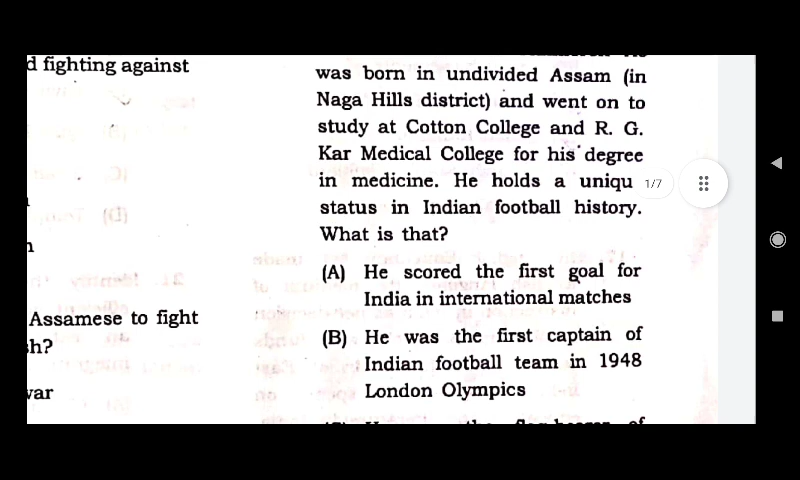 d fighting against
Assamese to fight
sh?
war
was born in undivided Assam (in
Naga Hills district) and went on to
study at Cotton College and R. G.
Kar Medical College for his degree
in medicine. He holds a uniqu
status in Indian football history.
What is that?
(A) He scored the first goal for
India in international matches
(B) He was the first captain of
Indian football team in 1948
London Olympics
1/7